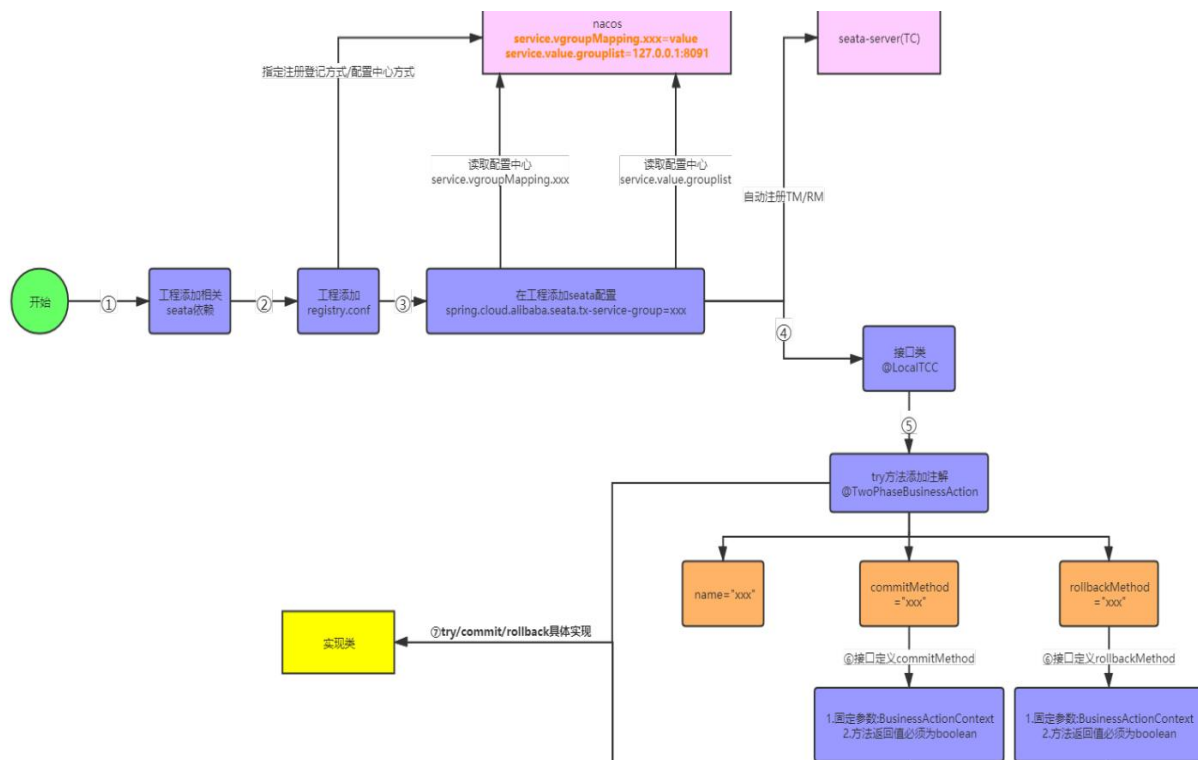 nacos
service.vgroupMapping.xxx=value
service.value.grouplist=127.0.0.1:8091
seata-server(TC)
指定注册登记方式/配置中心方式
读取配置中心
service.vgroupMapping.xxx
读取配置中心
service.value.grouplist
自动注册TM/RM
开始
①
工程添加相关
seata依赖
②
工程添加
registry.conf
③
在工程添加seata配置
spring.cloud.alibaba.seata.tx-service-group=xxx
④
接口类
@LocalTCC
⑤
try方法添加注解
@TwoPhaseBusinessAction
name="xxx"
commitMethod
="xxx"
rollbackMethod
="xxx"
实现类
⑦try/commit/rollback具体实现
⑥接口定义commitMethod
⑥接口定义rollbackMethod
1.固定参数:BusinessActionContext
2.方法返回值必须为boolean
1.固定参数:BusinessActionContext
2.方法返回值必须为boolean